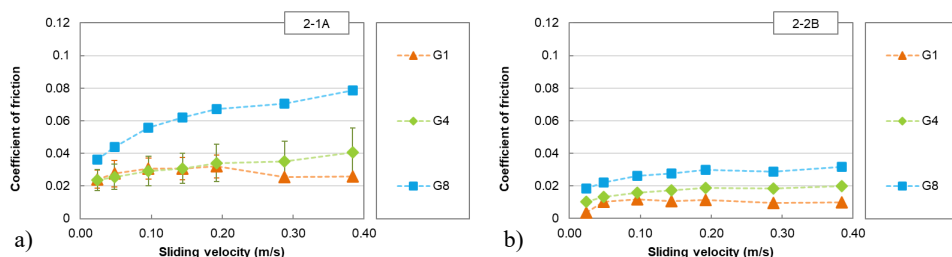 2-1A
0.12
0.1
0.08
0.06
0.04
0.02
0
Coefficient of friction
0.00 0.10 0.20 0.30 0.40
Sliding velocity (m/s)
G1
G4
G8
a)
2-2B
0.12
0.1
0.08
0.06
0.04
0.02
0
Coefficient of friction
0.00 0.10 0.20 0.30 0.40
Sliding velocity (m/s)
G1
G4
G8
b)